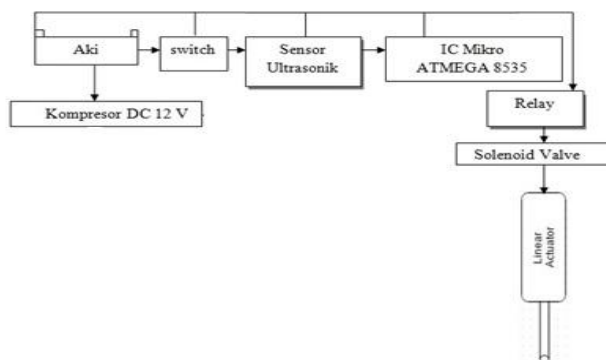 Aki
switch
Sensor
Ultrasonik
IC Mikro
ATMEGA 8535
Kompresor DC 12 V
Relay
Solenoid Valve
Linear
Actuator